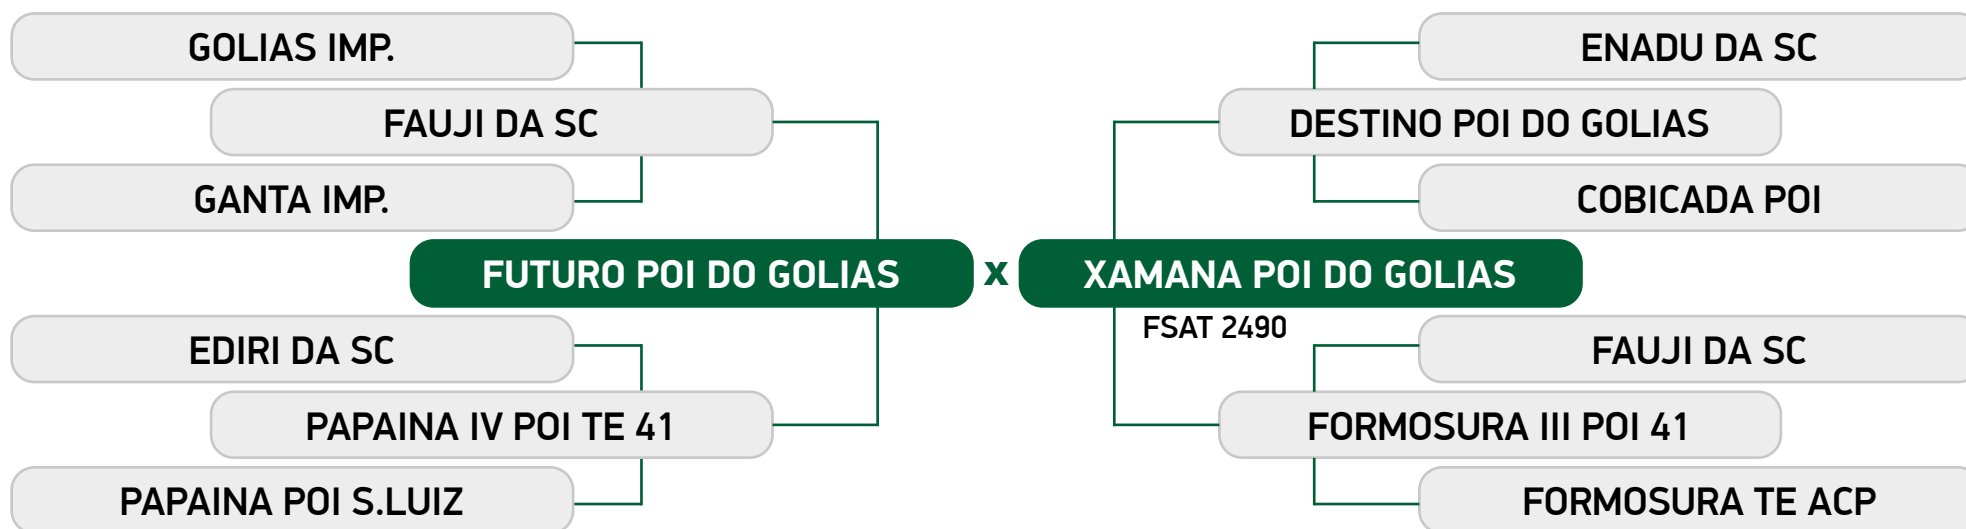 GOLIAS IMP.
ENADU DA SC
FAUJI DA SC
DESTINO POI DO GOLIAS
GANTA IMP.
COBICADA POI
FUTURO POI DO GOLIAS x XAMANA POI DO GOLIAS
FSAT 2490
EDIRI DA SC
FAUJI DA SC
PAPAINA IV POI TE 41
FORMOSURA III POI 41
PAPAINA POI S.LUIZ
FORMOSURA TE ACP